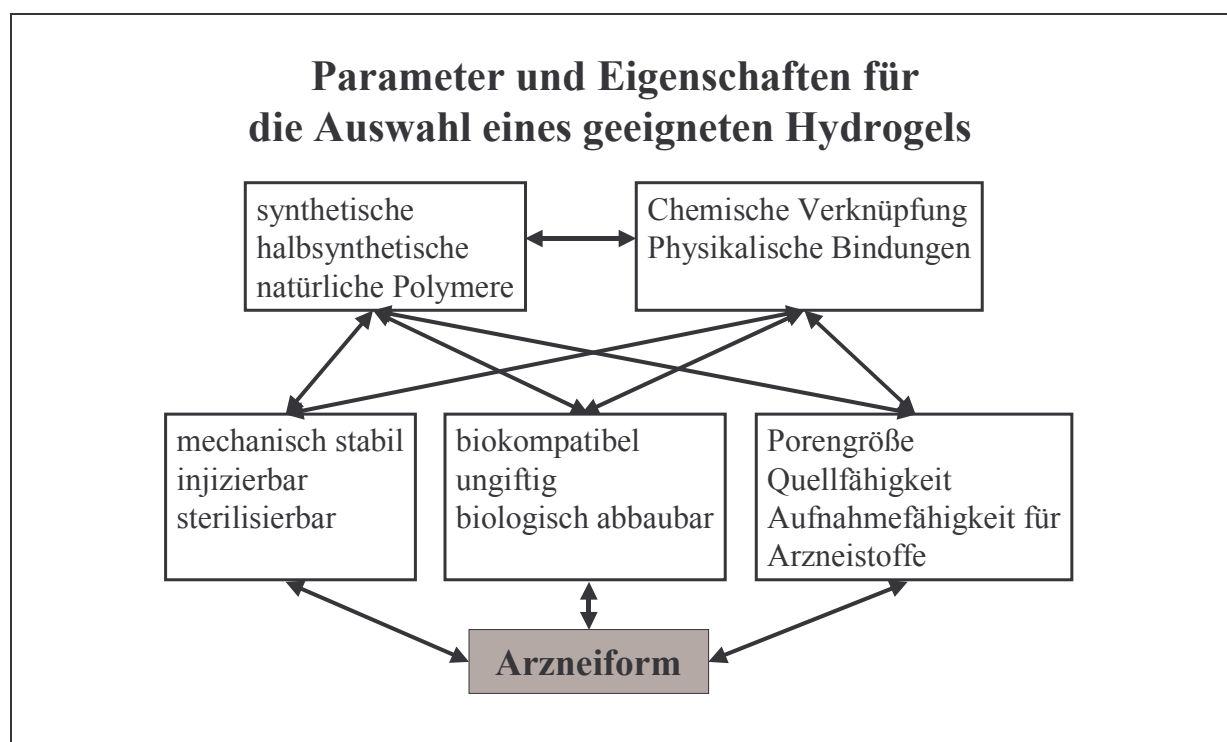 Parameter und Eigenschaften für
die Auswahl eines geeigneten Hydrogels
synthetische
halbsynthetische
natürliche Polymere
Chemische Verknüpfung
Physikalische Bindungen
mechanisch stabil
injizierbar
sterilisierbar
biokompatibel
ungiftig
biologisch abbaubar
Porengröße
Quellfähigkeit
Aufnahmefähigkeit für
Arzneistoffe
Arzneiform